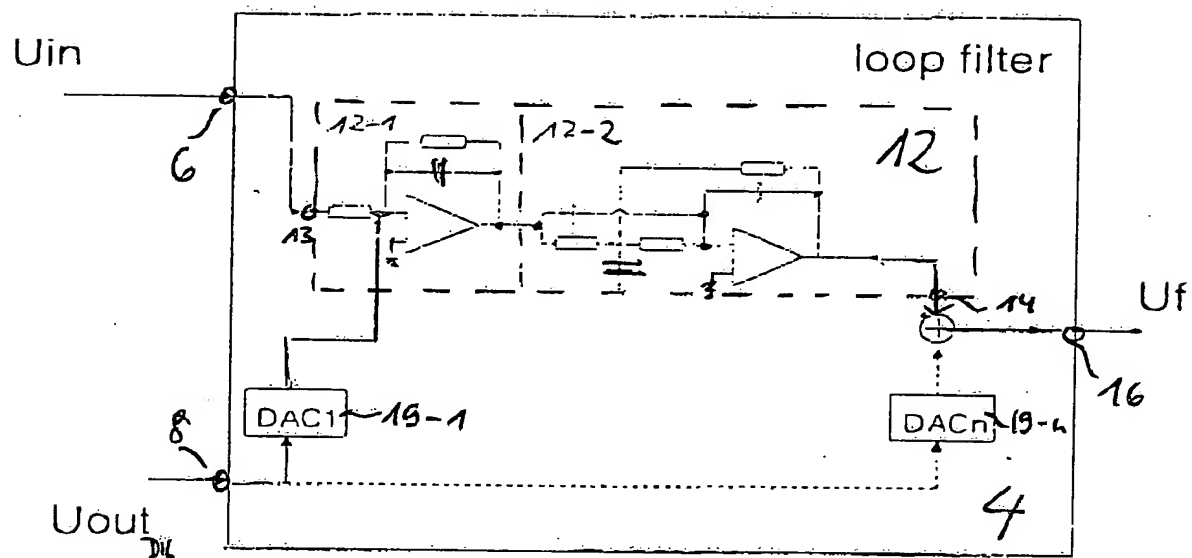 Uin
loop filter
6
12-1
12-2
12
13
14
Uf
16
DAC1
19-1
DACn
19-n
8
4
Uout
DIG